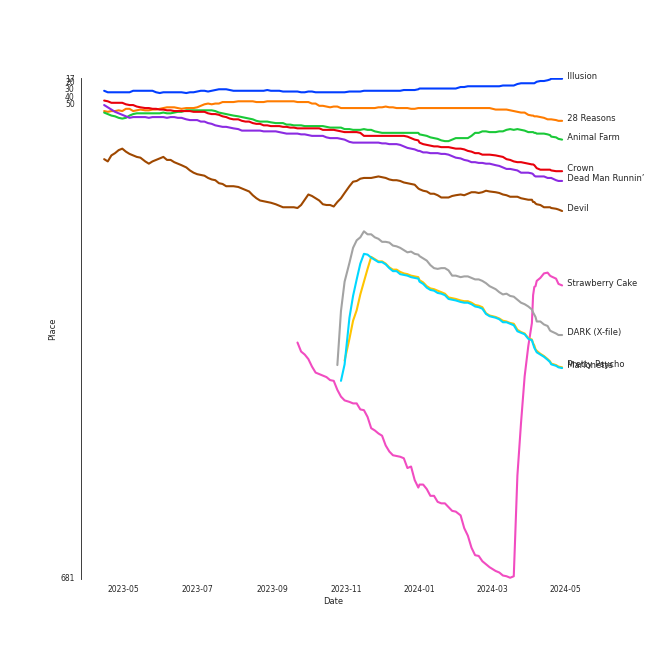 17
30
40
50
681
Place
2023-05
2023-07
2023-09
2023-11
2024-01
2024-03
2024-05
Date
Illusion
28 Reasons
Animal Farm
Crown
Dead Man Runnin'
Devil
Strawberry Cake
DARK (X-file)
Pretty Psycho
Marionette